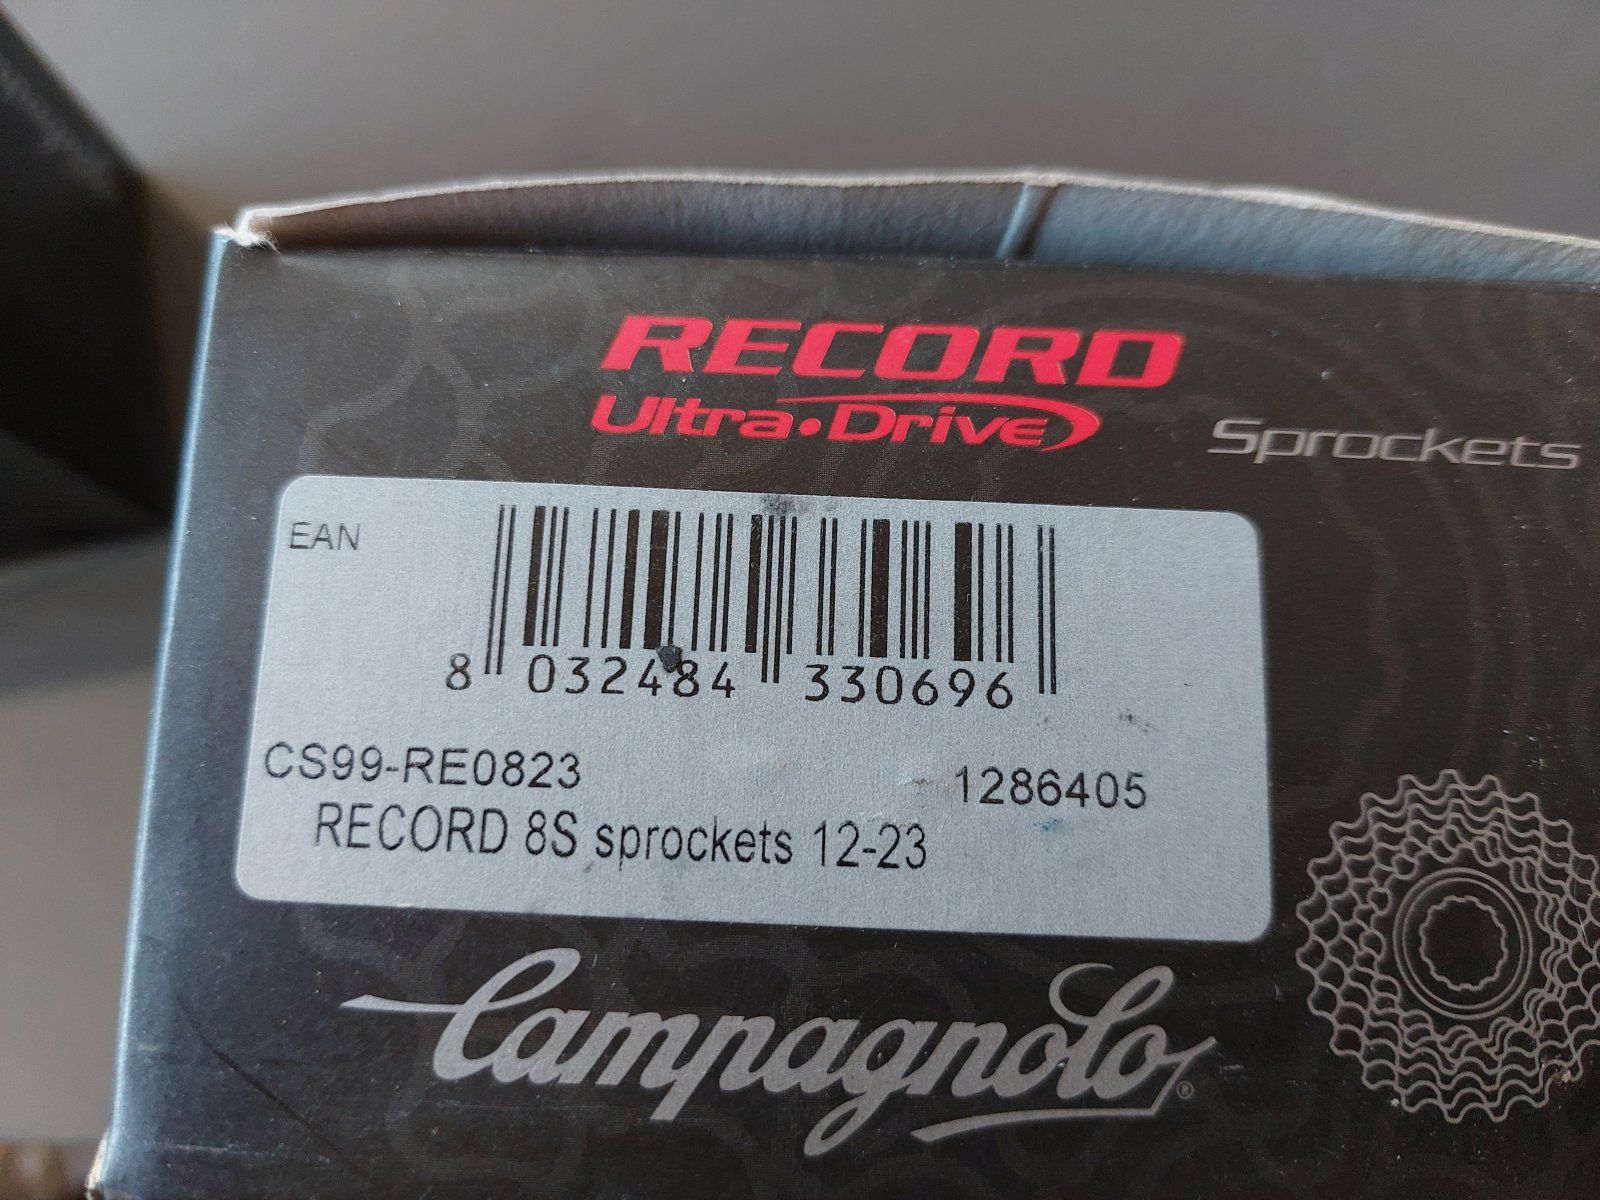 RECORD
Ultra•Drive
Sprockets
EAN
8 032484 330696
CS99-RE0823
1286405
RECORD 8S sprockets 12-23
Campagnolo®